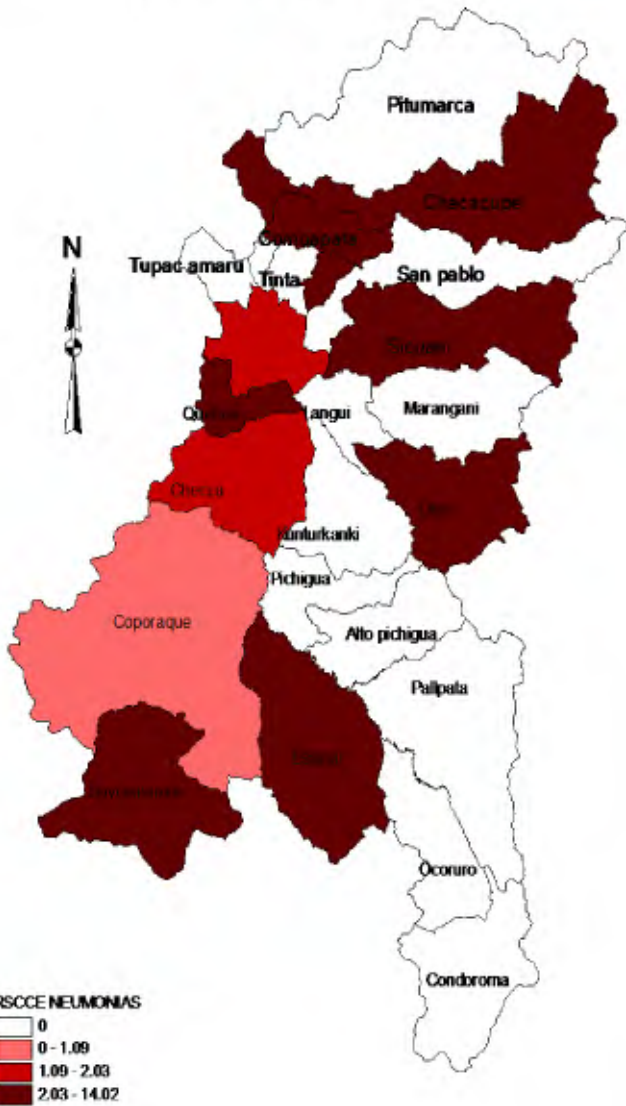 Pitumarca
Checacupe
Combapata
N
Tupac amaru
Tinta
San pablo
Sicuani
Langui
Marangani
Checca
Kunturkanki
Pichigua
Coporaque
Alto pichigua
Pallpata
Ocoruro
Condoroma
RSCCE NEUMONIAS
0
0 - 1.09
1.09 - 2.03
2.03 - 14.02